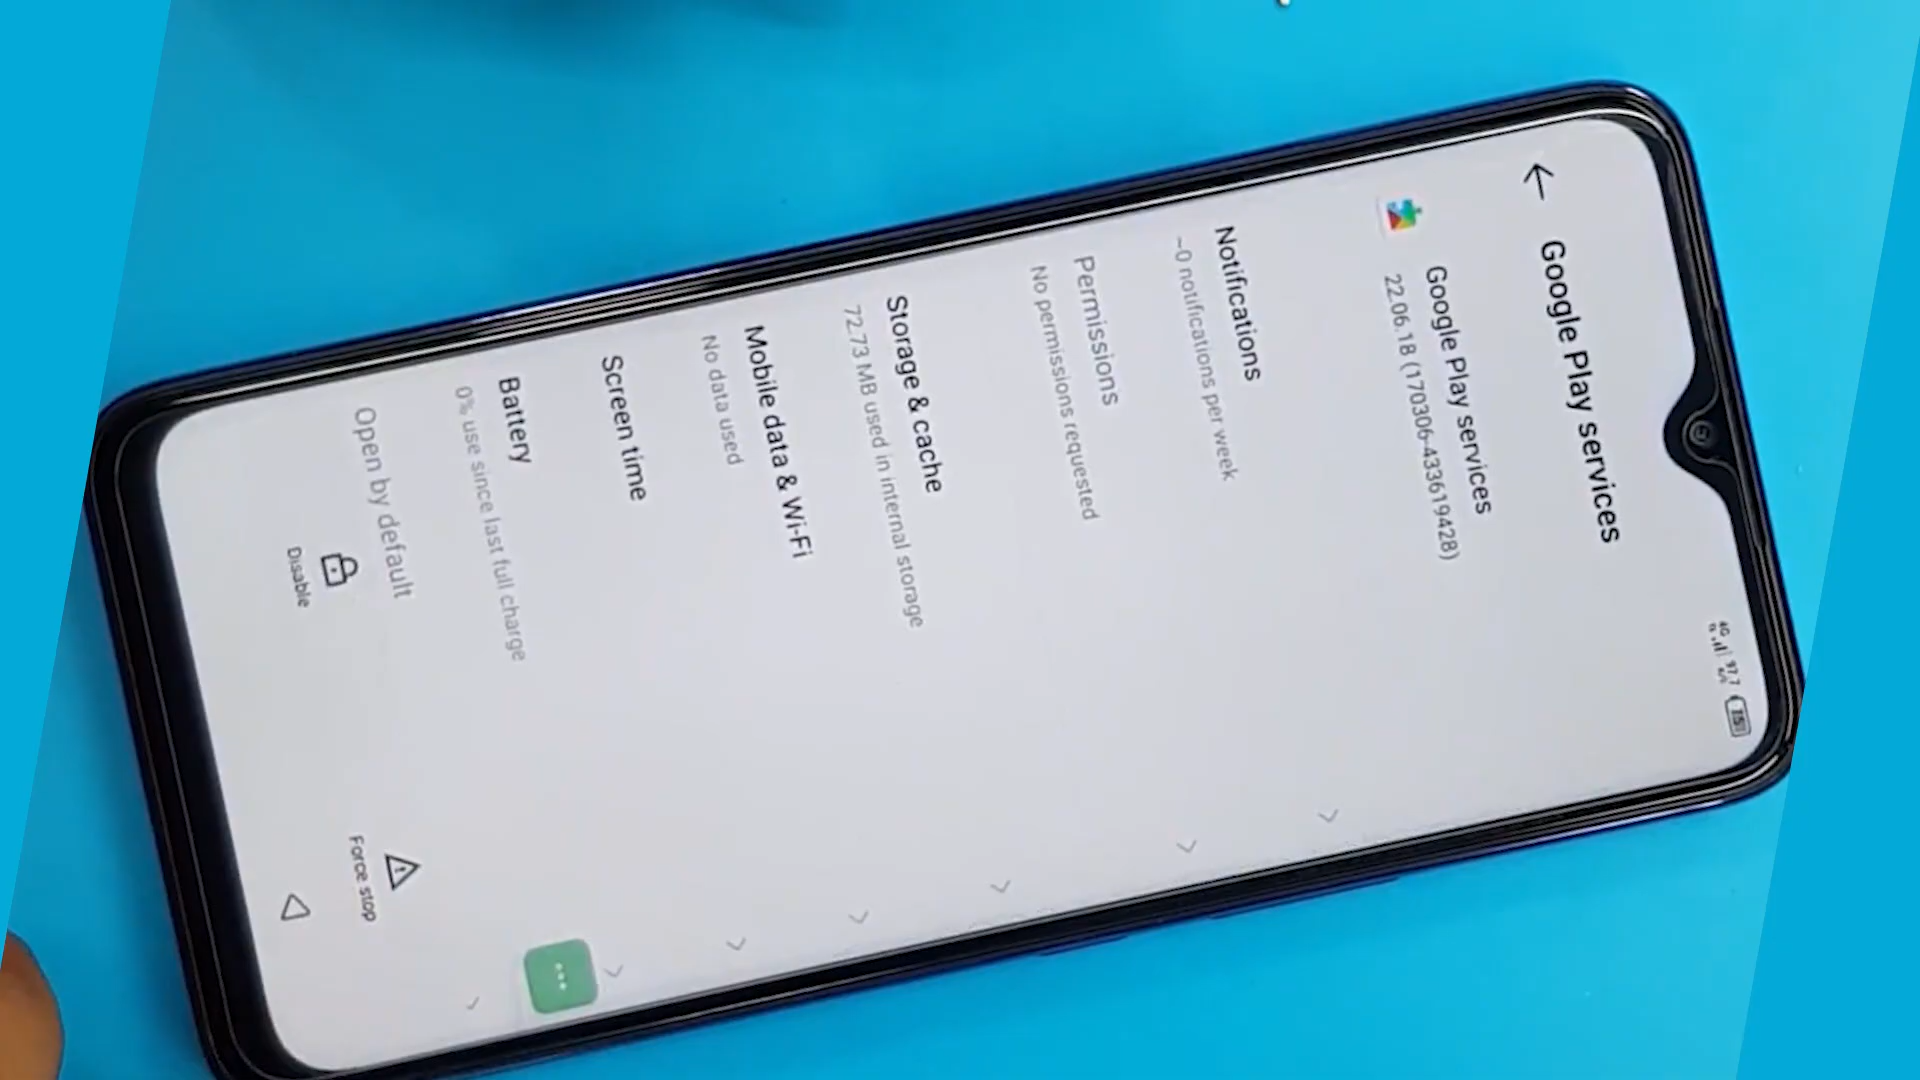 Google Play services
Google Play services
22.06.18 (170306-433619428)
Notifications
~0 notifications per week
Permissions
No permissions requested
Storage & cache
72.73 MB used in internal storage
Mobile data & Wi-Fi
No data used
Screen time
Battery
0% use since last full charge
Open by default
Disable
Force stop